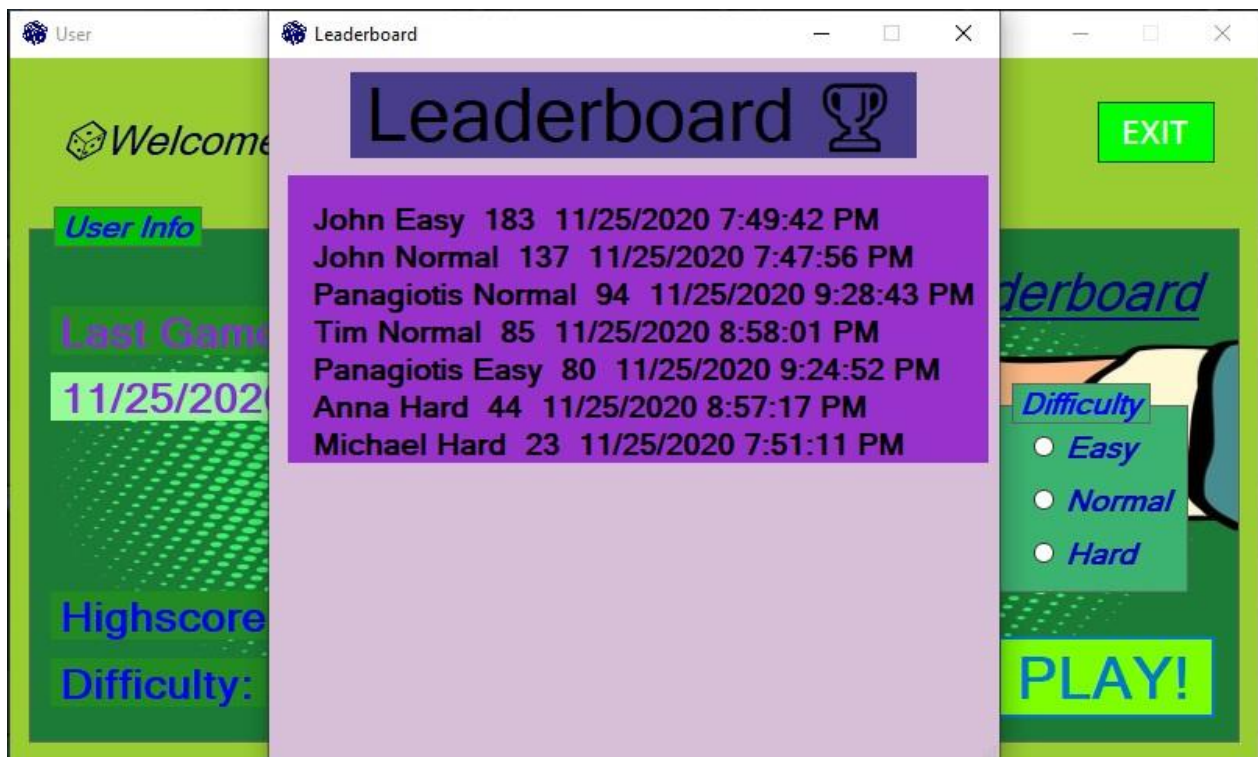 User
Leaderboard
Leaderboard
Welcome
EXIT
User Info
John Easy 183 11/25/2020 7:49:42 PM
John Normal 137 11/25/2020 7:47:56 PM
Panagiotis Normal 94 11/25/2020 9:28:43 PM
Tim Normal 85 11/25/2020 8:58:01 PM
Panagiotis Easy 80 11/25/2020 9:24:52 PM
Anna Hard 44 11/25/2020 8:57:17 PM
Michael Hard 23 11/25/2020 7:51:11 PM
derboard
Last Game
11/25/202
Difficulty
Easy
Normal
Hard
Highscore
Difficulty:
PLAY!